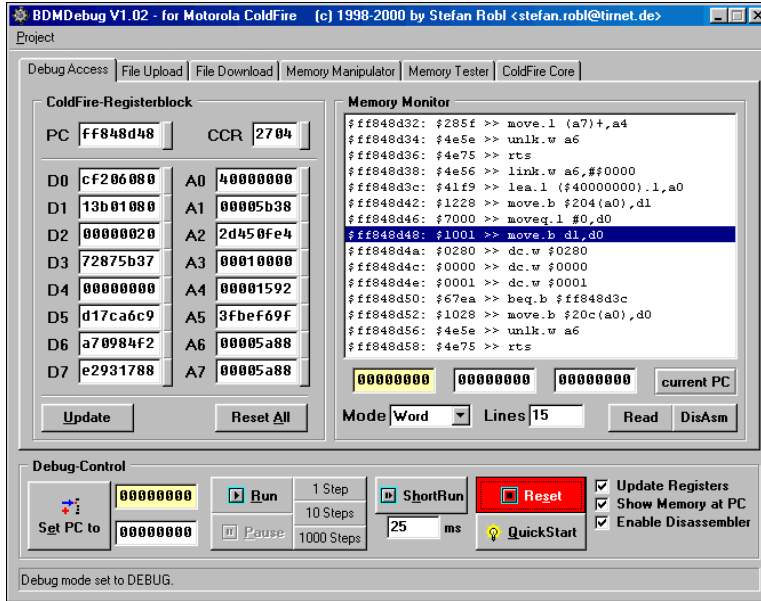 BDMDebug V1.02 - for Motorola ColdFire (c) 1998-2000 by Stefan Robl <stefan.robl@tirnet.de>
Project
Debug Access File Upload File Download Memory Manipulator Memory Tester ColdFire Core
ColdFire-Registerblock
PC ff848d48 CCR 2704
D0 cf206080 A0 40000000
D1 13b01080 A1 00005b38
D2 00000020 A2 2d450fe4
D3 72875b37 A3 00010000
D4 00000000 A4 00001592
D5 d17ca6c9 A5 3fbef69f
D6 a70984f2 A6 00005a88
D7 e2931788 A7 00005a88
Update Reset All
Memory Monitor
$ff848d32: $285f >> move.l (a7)+,a4
$ff848d34: $4e5e >> unlk.w a6
$ff848d36: $4e75 >> rts
$ff848d38: $4e56 >> link.w a6,#$0000
$ff848d3c: $41f9 >> lea.l ($40000000).l,a0
$ff848d42: $1228 >> move.b $204(a0),d1
$ff848d46: $7000 >> moveq.l #0,d0
$ff848d48: $1001 >> move.b d1,d0
$ff848d4a: $0280 >> dc.w $0280
$ff848d4c: $0000 >> dc.w $0000
$ff848d4e: $0001 >> dc.w $0001
$ff848d50: $67ea >> beq.b $ff848d3c
$ff848d52: $1028 >> move.b $20c(a0),d0
$ff848d56: $4e5e >> unlk.w a6
$ff848d58: $4e75 >> rts
00000000 00000000 00000000 current PC
Mode Word Lines 15 Read DisAsm
Debug-Control
Set PC to
00000000
00000000
Run
Pause
1 Step
10 Steps
1000 Steps
ShortRun
25 ms
Reset
QuickStart
Update Registers
Show Memory at PC
Enable Disassembler
Debug mode set to DEBUG.